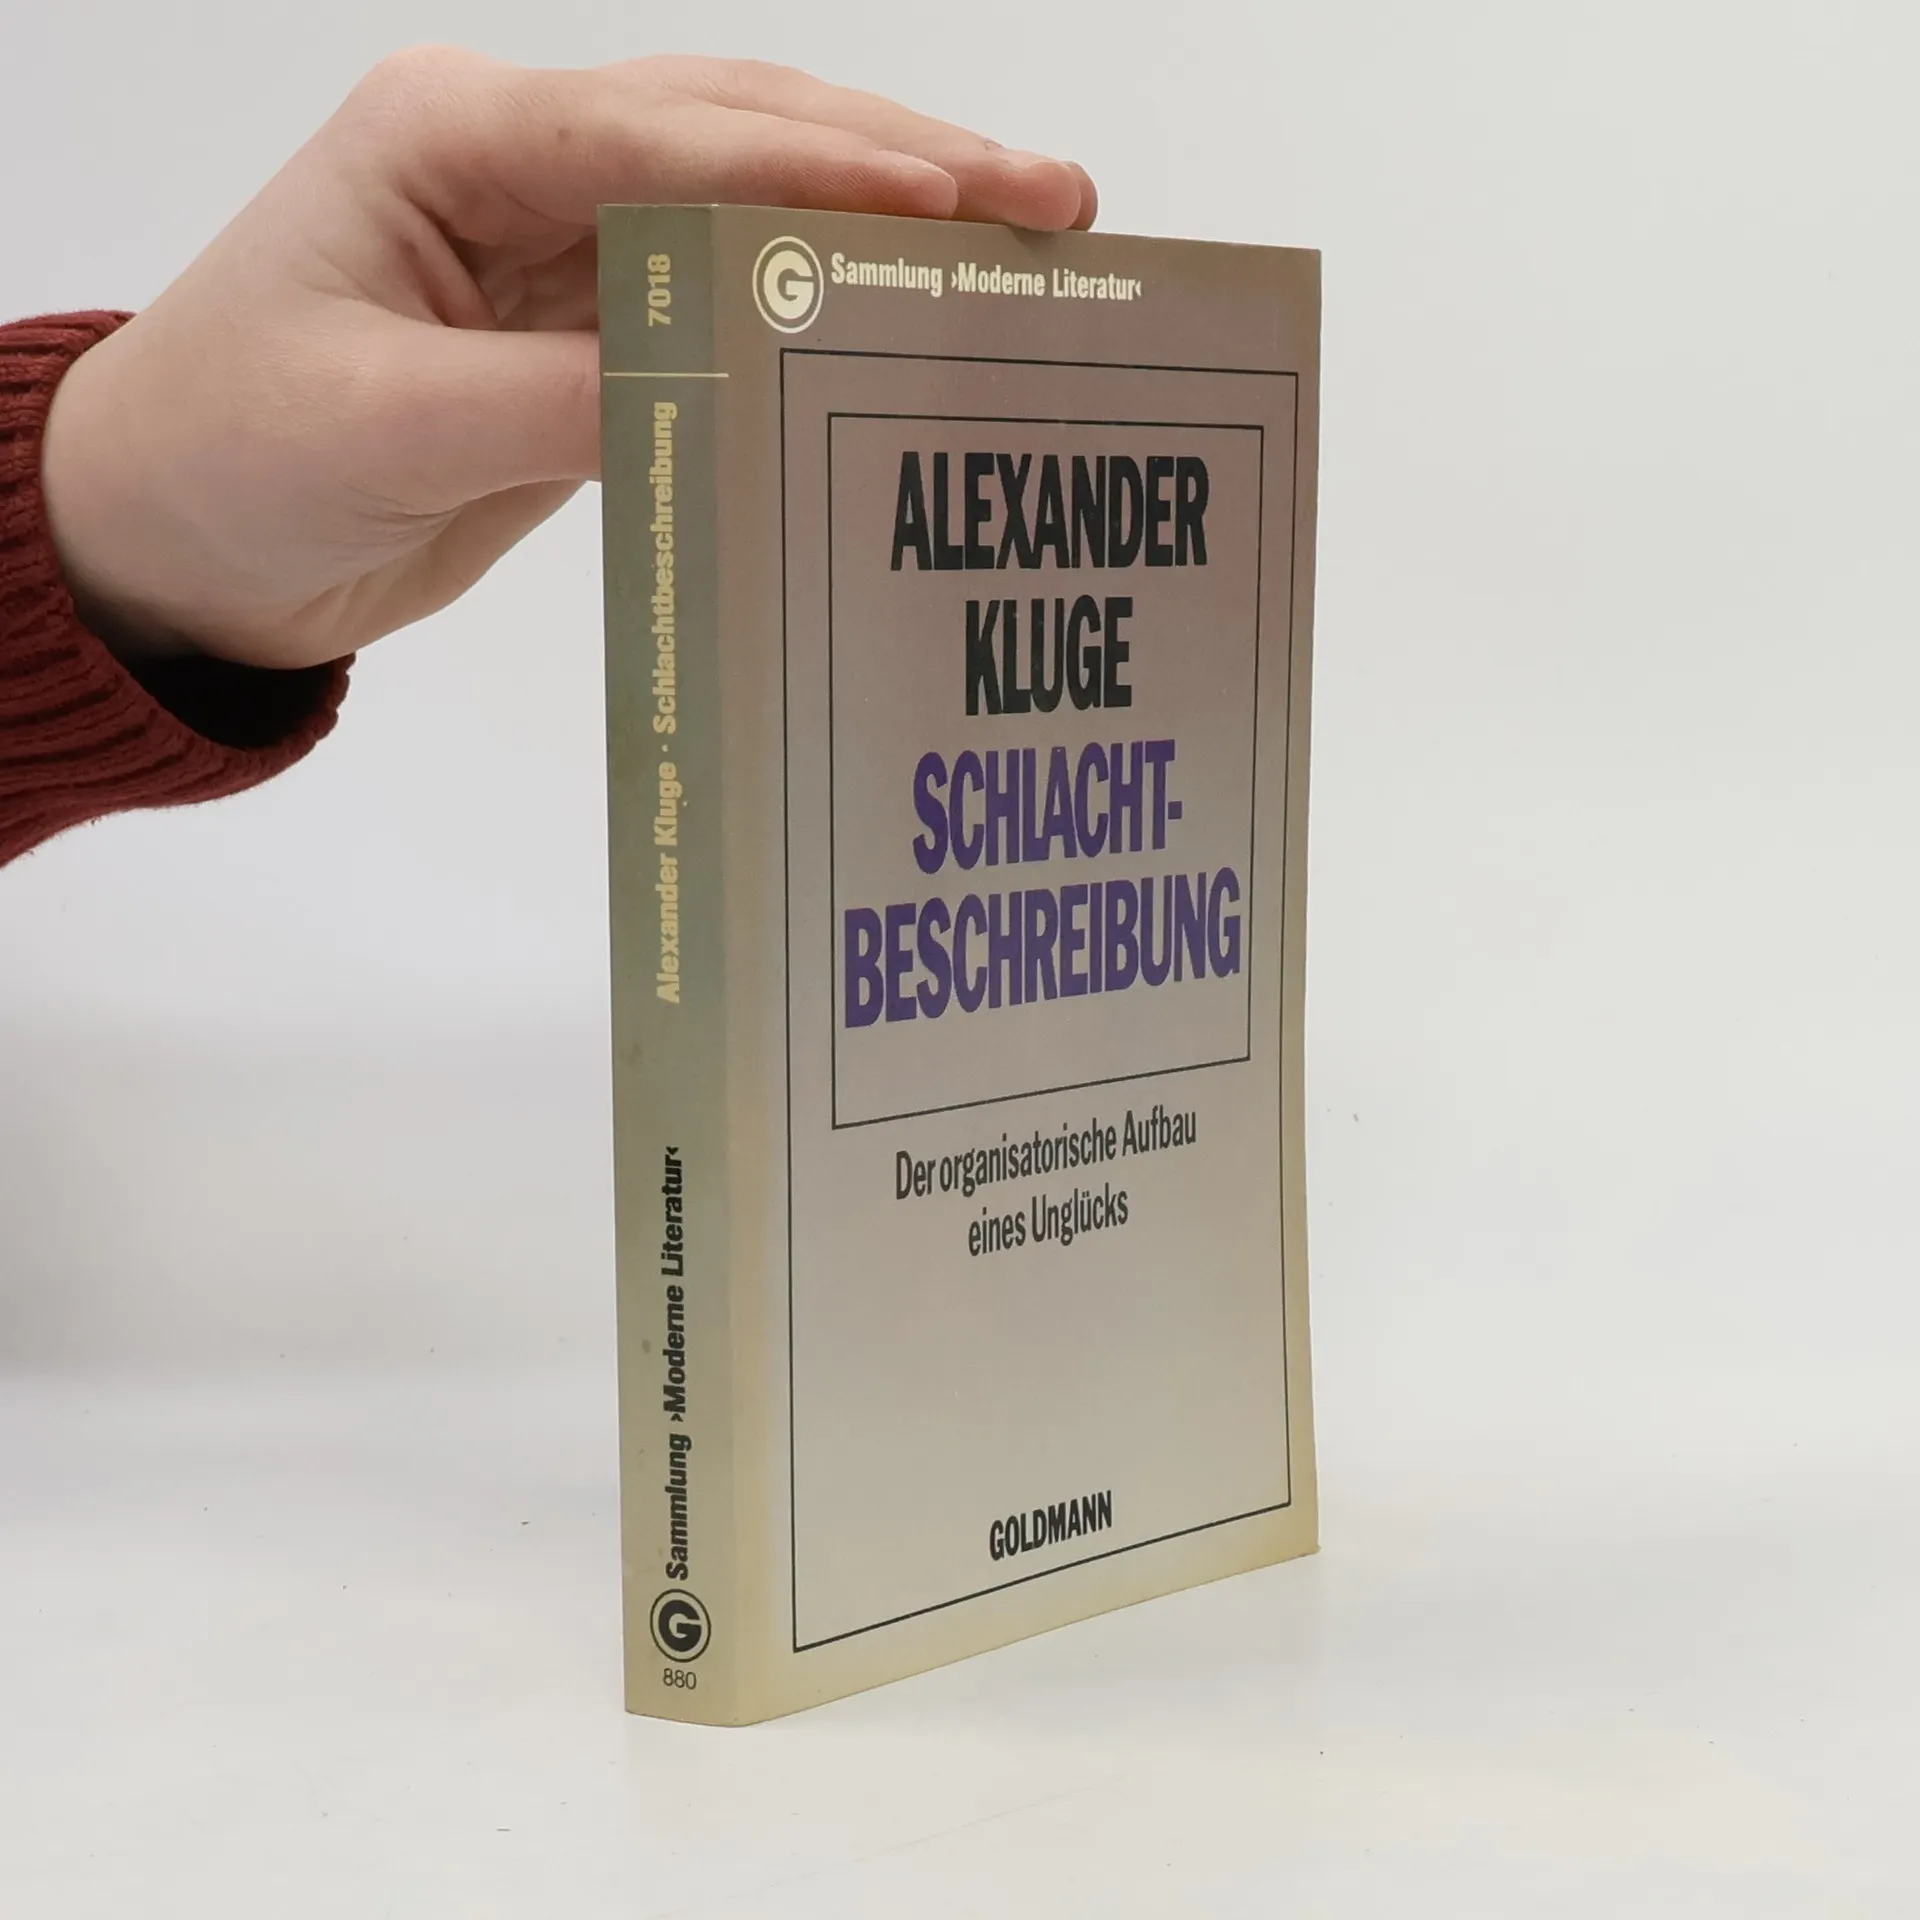 7018
Alexander Kluge · Schlachtbeschreibung
Sammlung ›Moderne Literatur‹
G
880
G Sammlung ›Moderne Literatur‹
ALEXANDER
KLUGE
SCHLACHT-
BESCHREIBUNG
Der organisatorische Aufbau
eines Unglücks
GOLDMANN